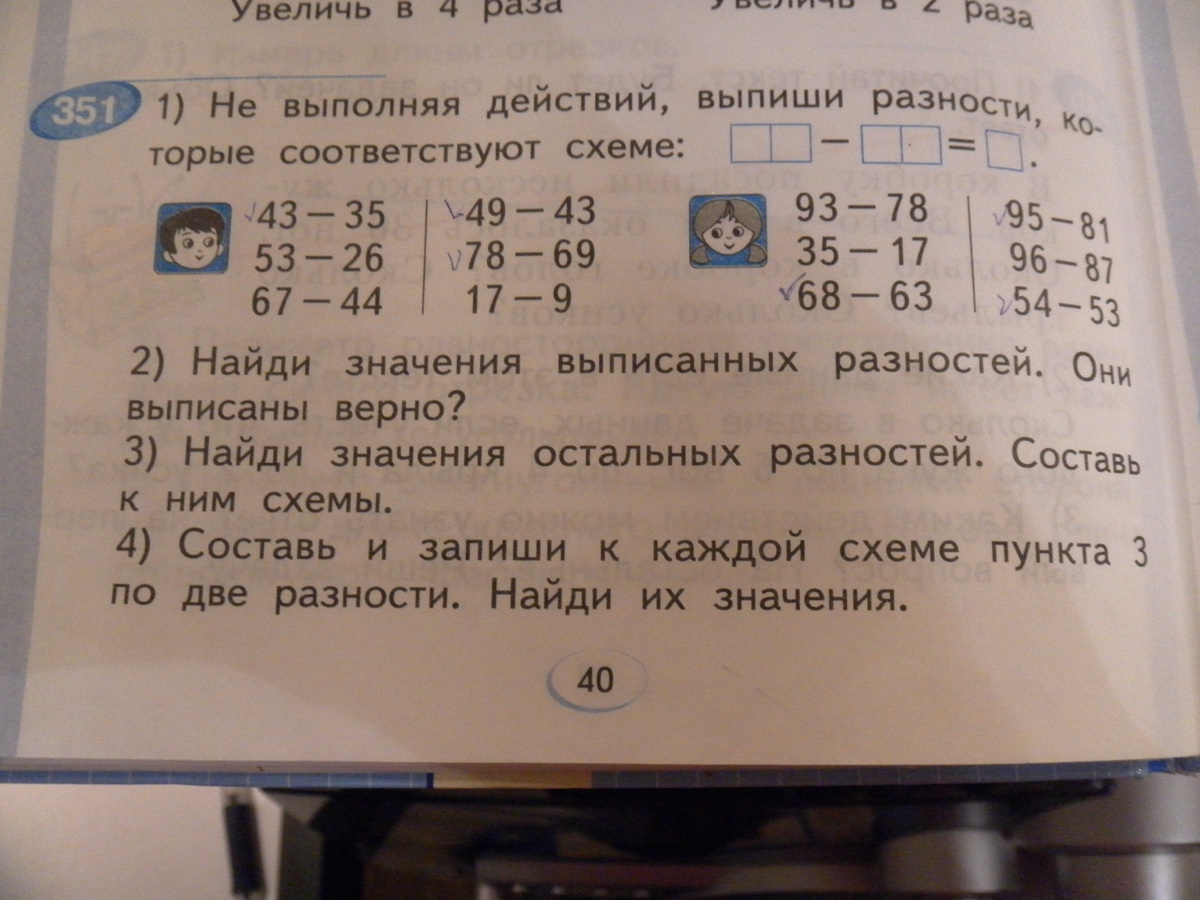 Увеличь в 4 раза Увеличь в 2 раза
351 1) Не выполняя действий, выпиши разности, ко-
торые соответствуют схеме: □□ − □□ = □.
43 − 35 49 − 43 93 − 78 95 − 81
53 − 26 78 − 69 35 − 17 96 − 87
67 − 44 17 − 9 68 − 63 54 − 53
2) Найди значения выписанных разностей. Они
выписаны верно?
3) Найди значения остальных разностей. Составь
к ним схемы.
4) Составь и запиши к каждой схеме пункта 3
по две разности. Найди их значения.
40